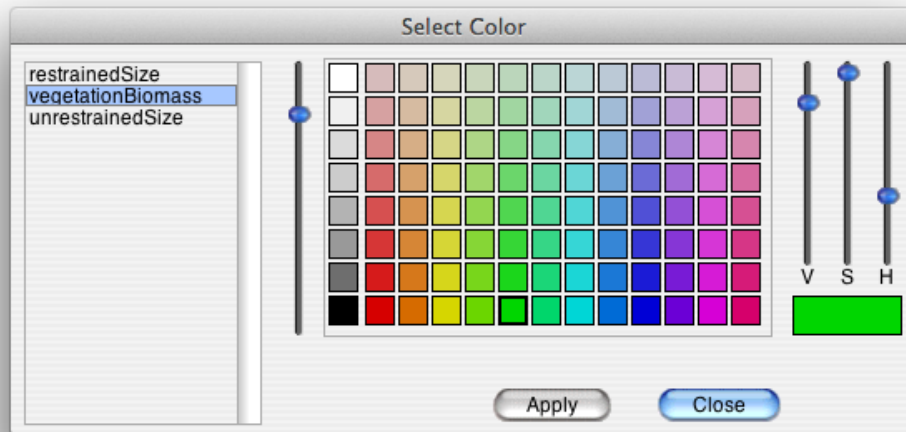 Select Color
restrainedSize
vegetationBiomass
unrestrainedSize
V S H
Apply Close